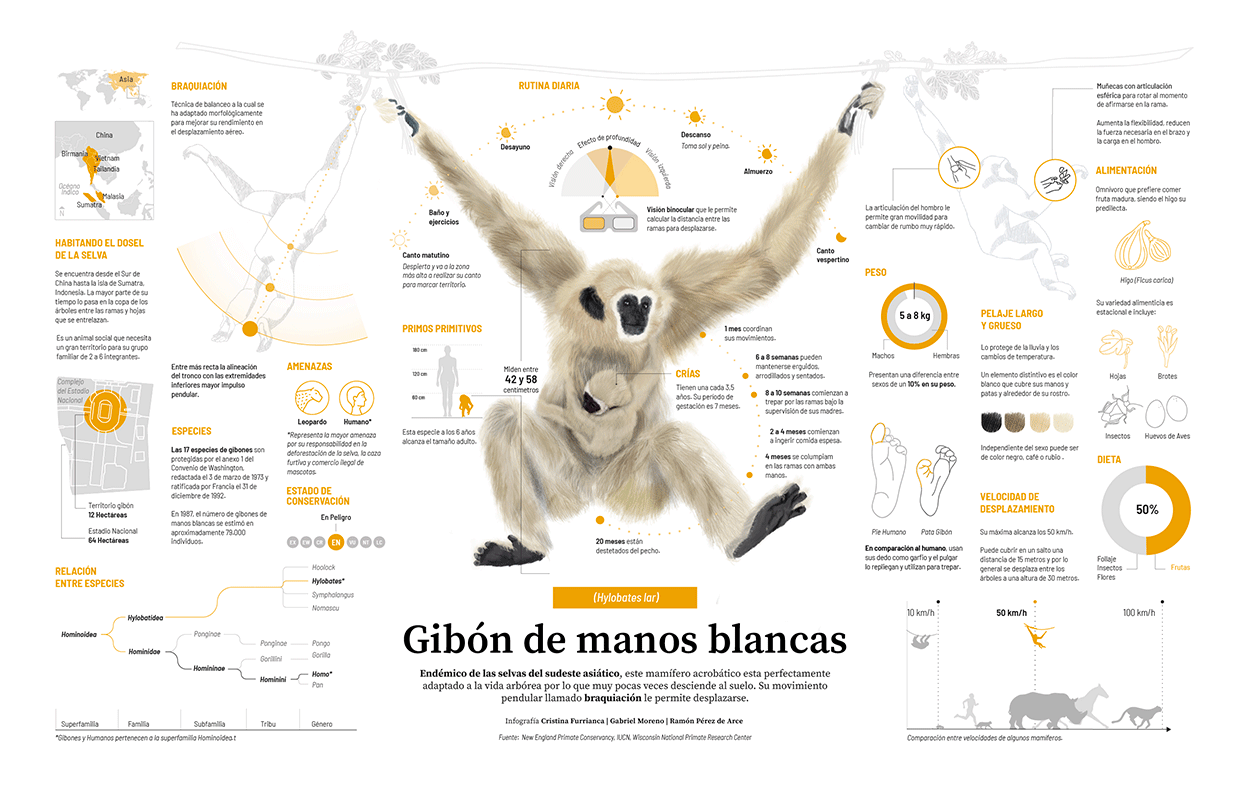 Asia
China
Birmania
Vietnam
Tailandia
Océano
Índico
Malasia
Sumatra
N
HABITANDO EL DOSEL
DE LA SELVA
Se encuentra desde el Sur de
China hasta la isla de Sumatra,
Indonesia. La mayor parte de su
tiempo lo pasa en la copa de los
árboles entre las ramas y hojas
que se entrelazan.
Es un animal social que necesita
un gran territorio para su grupo
familiar de 2 a 6 integrantes.
Complejo
del Estadio
Nacional
Territorio gibón
12 Hectáreas
Estadio Nacional
64 Hectáreas
BRAQUIACIÓN
Técnica de balanceo a la cual se
ha adaptado morfológicamente
para mejorar su rendimiento en
el desplazamiento aéreo.
Entre más recta la alineación
del tronco con las extremidades
inferiores mayor impulso
pendular.
ESPECIES
Las 17 especies de gibones son
protegidas por el anexo 1 del
Convenio de Washington,
redactada el 3 de marzo de 1973 y
ratificada por Francia el 31 de
diciembre de 1992.
En 1987, el número de gibones de
manos blancas se estimó en
aproximadamente 79.000
individuos.
AMENAZAS
Leopardo
Humano*
*Representa la mayor amenaza
por su responsabilidad en la
deforestación de la selva, la caza
furtiva y comercio ilegal de
mascotas.
ESTADO DE
CONSERVACIÓN
En Peligro
EX EW CR EN VU NT LC
RELACIÓN
ENTRE ESPECIES
Hominoidea
Hylobatidea
Hominidae
Ponginae
Homininae
Ponginae
Gorillini
Hominini
Hoolock
Hylobates*
Symphalangus
Nomascu
Pongo
Gorilla
Homo*
Pan
Superfamilia
Familia
Subfamilia
Tribu
Género
*Gibones y Humanos pertenecen a la superfamilia Hominoidea.t
RUTINA DIARIA
Canto matutino
Despierta y va a la zona
más alta a realizar su canto
para marcar territorio.
Baño y
ejercicios
Desayuno
Descanso
Toma sol y peina.
Almuerzo
Canto
vespertino
Visión derecha
Efecto de profundidad
Visión izquierda
Visión binocular que le permite
calcular la distancia entre las
ramas para desplazarse.
PRIMOS PRIMITIVOS
180 cm
120 cm
60 cm
Esta especie a los 6 años
alcanza el tamaño adulto.
Miden entre
42 y 58
centímetros
CRÍAS
Tienen una cada 3,5
años. Su periodo de
gestación es 7 meses.
1 mes coordinan
sus movimientos.
6 a 8 semanas pueden
mantenerse erguidos,
arrodillados y sentados.
8 a 10 semanas comienzan a
trepar por las ramas bajo la
supervisión de sus madres.
2 a 4 meses comienzan
a ingerir comida espesa.
4 meses se columpian
en las ramas con ambas
manos.
20 meses están
destetados del pecho.
(Hylobates lar)
Gibón de manos blancas
Endémico de las selvas del sudeste asiático, este mamífero acrobático esta perfectamente
adaptado a la vida arbórea por lo que muy pocas veces desciende al suelo. Su movimiento
pendular llamado braquiación le permite desplazarse.
Infografía Cristina Furrianca | Gabriel Moreno | Ramón Pérez de Arce
Fuente: New England Primate Conservancy, IUCN, Wisconsin National Primate Research Center
Muñecas con articulación
esférica para rotar al momento
de afirmarse en la rama.
Aumenta la flexibilidad, reducen
la fuerza necesaria en el brazo y
la carga en el hombro.
La articulación del hombro le
permite gran movilidad para
cambiar de rumbo muy rápido.
PESO
5 a 8 kg
Machos
Hembras
Presentan una diferencia entre
sexos de un 10% en su peso.
Pie Humano
Pata Gibón
En comparación al humano, usan
sus dedo como garfio y el pulgar
lo repliegan y utilizan para trepar.
PELAJE LARGO
Y GRUESO
Lo protege de la lluvia y los
cambios de temperatura.
Un elemento distintivo es el color
blanco que cubre sus manos y
patas y alrededor de su rostro.
Independiente del sexo puede ser
de color negro, café o rubio .
VELOCIDAD DE
DESPLAZAMIENTO
Su máxima alcanza los 50 km/h.
Puede cubrir en un salto una
distancia de 15 metros y por lo
general se desplaza entre los
árboles a una altura de 30 metros.
ALIMENTACIÓN
Omnívoro que prefiere comer
fruta madura, siendo el higo su
predilecta.
Higo (Ficus carica)
Su variedad alimenticia es
estacional e incluye:
Hojas
Brotes
Insectos
Huevos de Aves
DIETA
50%
Follaje
Insectos
Flores
Frutas
10 km/h
50 km/h
100 km/h
Comparación entre velocidades de algunos mamíferos.